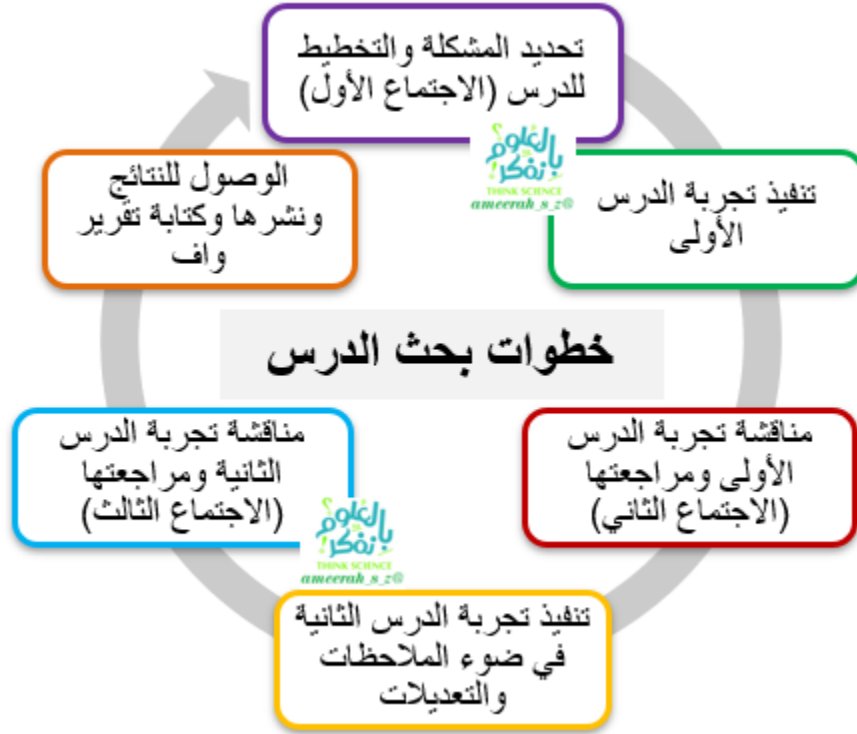 تحديد المشكلة والتخطيط
للدرس (الاجتماع الأول)
بالعلوم
نفكر
THINK SCIENCE
ameerah_s_z@
تنفيذ تجربة الدرس
الأولى
الوصول للنتائج
ونشرها وكتابة تقرير
واف
خطوات بحث الدرس
مناقشة تجربة الدرس
الأولى ومراجعتها
(الاجتماع الثاني)
مناقشة تجربة الدرس
الثانية ومراجعتها
(الاجتماع الثالث)
بالعلوم
نفكر
THINK SCIENCE
ameerah_s_z@
تنفيذ تجربة الدرس الثانية
في ضوء الملاحظات
والتعديلات